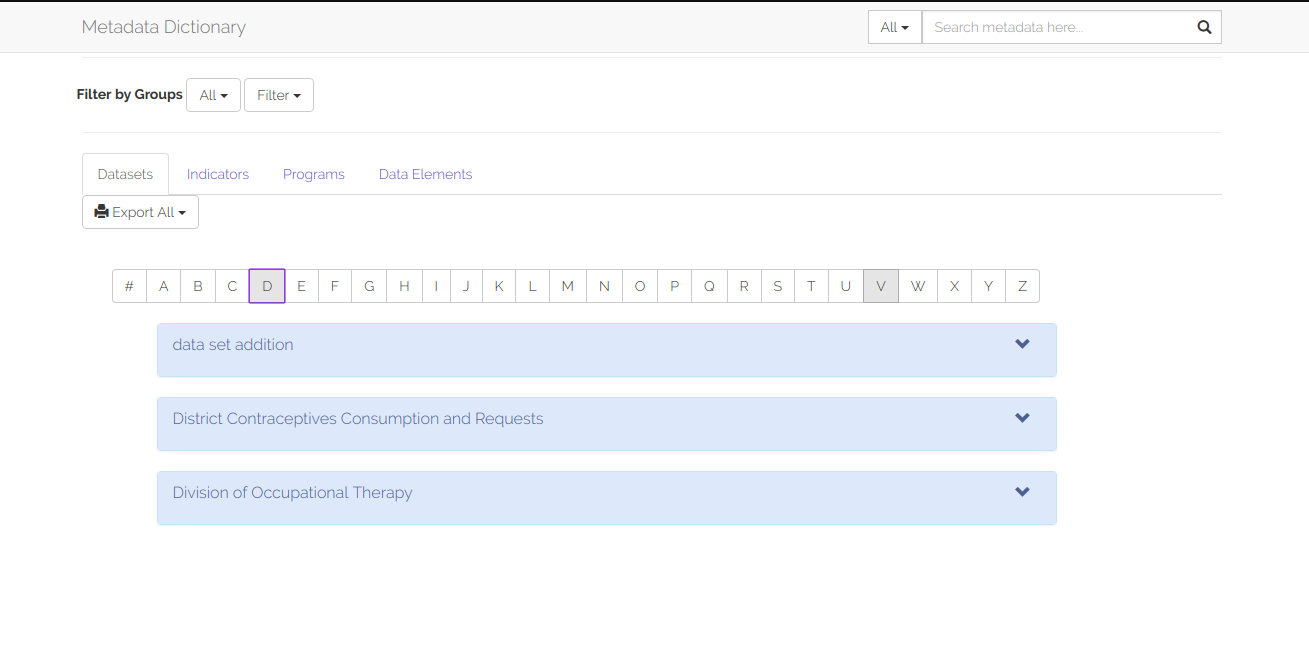 Metadata Dictionary All Search metadata here...
Filter by Groups All Filter
Datasets Indicators Programs Data Elements
Export All
# A B C D E F G H I J K L M N O P Q R S T U V W X Y Z
data set addition
District Contraceptives Consumption and Requests
Division of Occupational Therapy